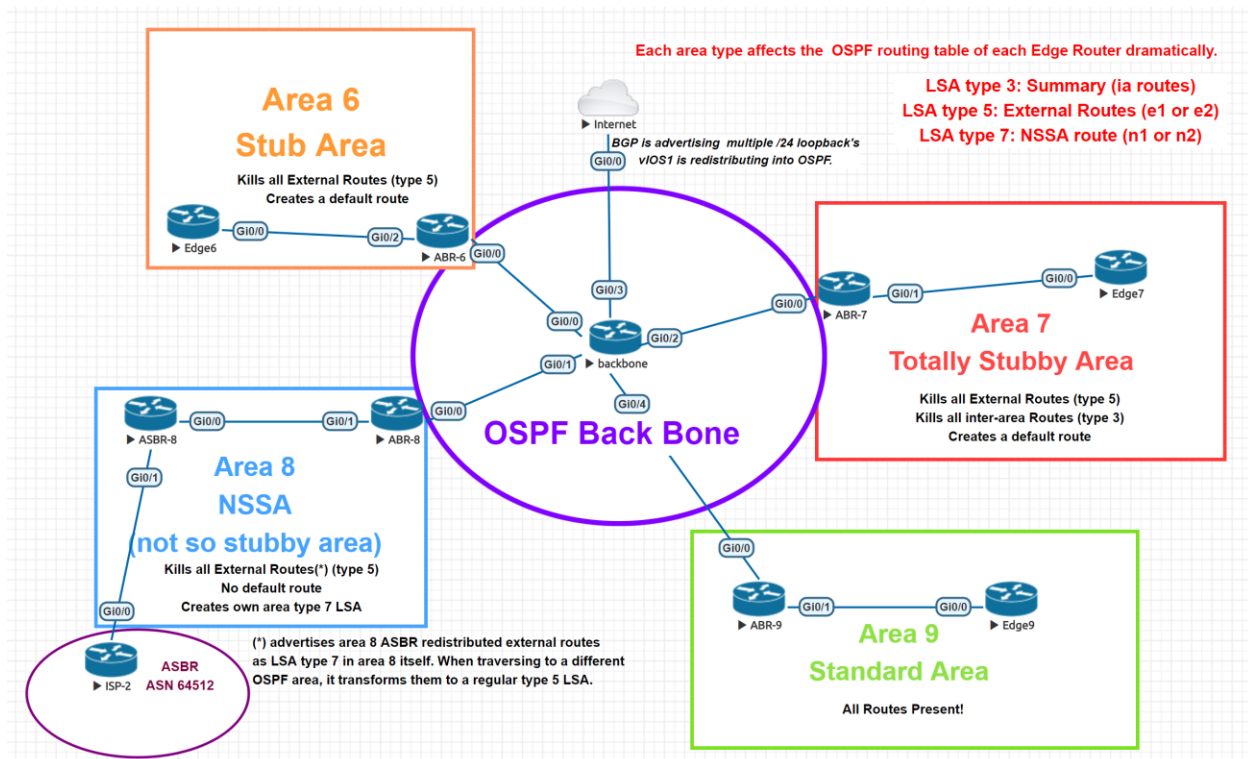 Each area type affects the OSPF routing table of each Edge Router dramatically.
LSA type 3: Summary (ia routes)
LSA type 5: External Routes (e1 or e2)
LSA type 7: NSSA route (n1 or n2)
Area 6
Stub Area
Kills all External Routes (type 5)
Creates a default route
Edge6
Gi0/0
Gi0/2
ABR-6
Gi0/0
Internet
BGP is advertising multiple /24 loopback's
vIOS1 is redistributing into OSPF.
Gi0/0
Gi0/3
Gi0/0
Gi0/1
Gi0/2
backbone
Gi0/4
OSPF Back Bone
Gi0/0
ABR-7
Gi0/1
Gi0/0
Edge7
Area 7
Totally Stubby Area
Kills all External Routes (type 5)
Kills all inter-area Routes (type 3)
Creates a default route
ASBR-8
Gi0/0
Gi0/1
ABR-8
Gi0/0
Gi0/1
Area 8
NSSA
(not so stubby area)
Kills all External Routes(*) (type 5)
No default route
Creates own area type 7 LSA
Gi0/0
ISP-2
ASBR
ASN 64512
(*) advertises area 8 ASBR redistributed external routes
as LSA type 7 in area 8 itself. When traversing to a different
OSPF area, it transforms them to a regular type 5 LSA.
Gi0/0
ABR-9
Gi0/1
Gi0/0
Edge9
Area 9
Standard Area
All Routes Present!